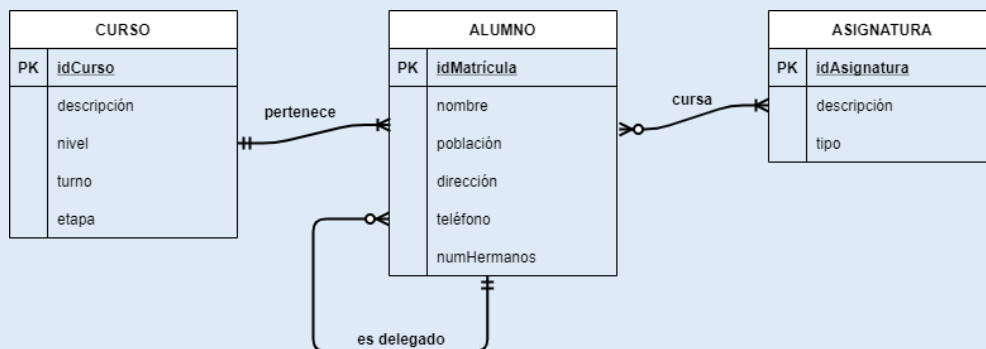 CURSO
PK idCurso
descripción
nivel
turno
etapa
pertenece
ALUMNO
PK idMatrícula
nombre
población
dirección
teléfono
numHermanos
es delegado
cursa
ASIGNATURA
PK idAsignatura
descripción
tipo